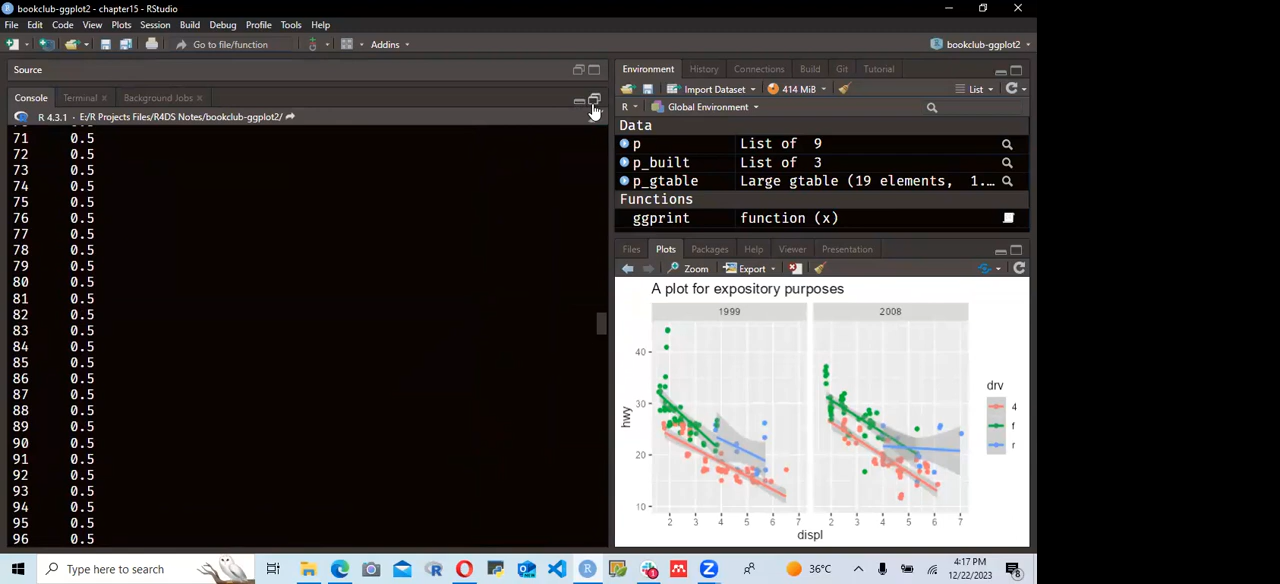 bookclub-ggplot2 - chapter15 - RStudio
File Edit Code View Plots Session Build Debug Profile Tools Help
Go to file/function Addins bookclub-ggplot2
Source
Console Terminal Background Jobs
R 4.3.1 · E:/R Projects Files/R4DS Notes/bookclub-ggplot2/
71 0.5
72 0.5
73 0.5
74 0.5
75 0.5
76 0.5
77 0.5
78 0.5
79 0.5
80 0.5
81 0.5
82 0.5
83 0.5
84 0.5
85 0.5
86 0.5
87 0.5
88 0.5
89 0.5
90 0.5
91 0.5
92 0.5
93 0.5
94 0.5
95 0.5
96 0.5
Environment History Connections Build Git Tutorial
Import Dataset 414 MiB List
R Global Environment
Data
p List of 9
p_built List of 3
p_gtable Large gtable (19 elements, 1.…
Functions
ggprint function (x)
Files Plots Packages Help Viewer Presentation
Zoom Export
A plot for expository purposes
1999 2008
40
30
20
10
hwy
2 3 4 5 6 7 2 3 4 5 6 7
displ
drv
4
f
r
Type here to search
36°C
4:17 PM
12/22/2023
8